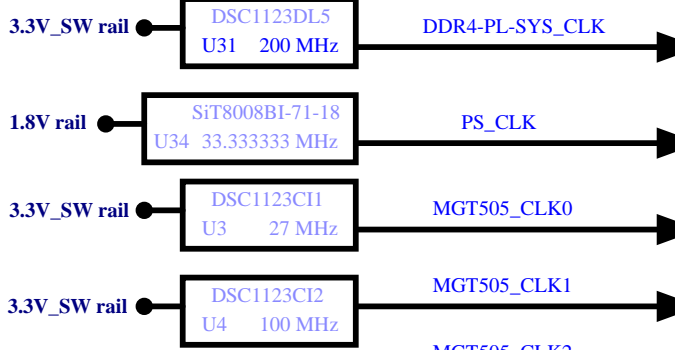 DSC1123DL5
3.3V_SW rail
U31 200 MHz
DDR4-PL-SYS_CLK
SiT8008BI-71-18
1.8V rail
U34 33.333333 MHz
PS_CLK
DSC1123CI1
3.3V_SW rail
U3 27 MHz
MGT505_CLK0
DSC1123CI2
3.3V_SW rail
U4 100 MHz
MGT505_CLK1
MGT505_CLK2